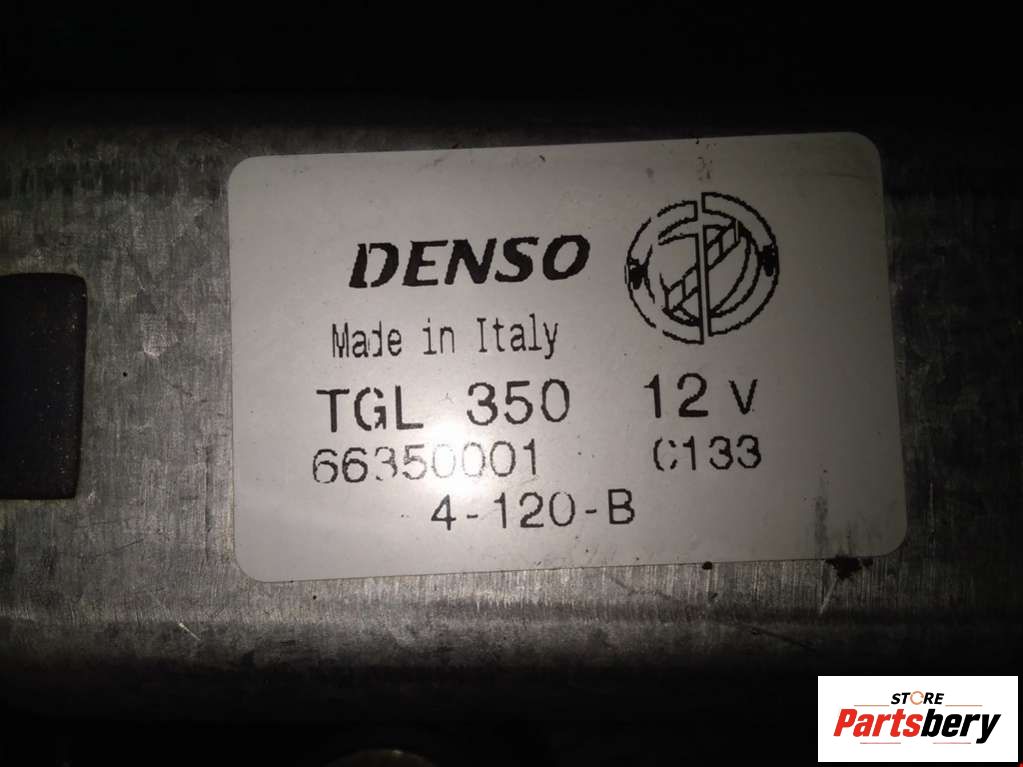 DENSO
Made in Italy
TGL 350 12 V
66350001 C133
4-120-B
STORE
Partsbery